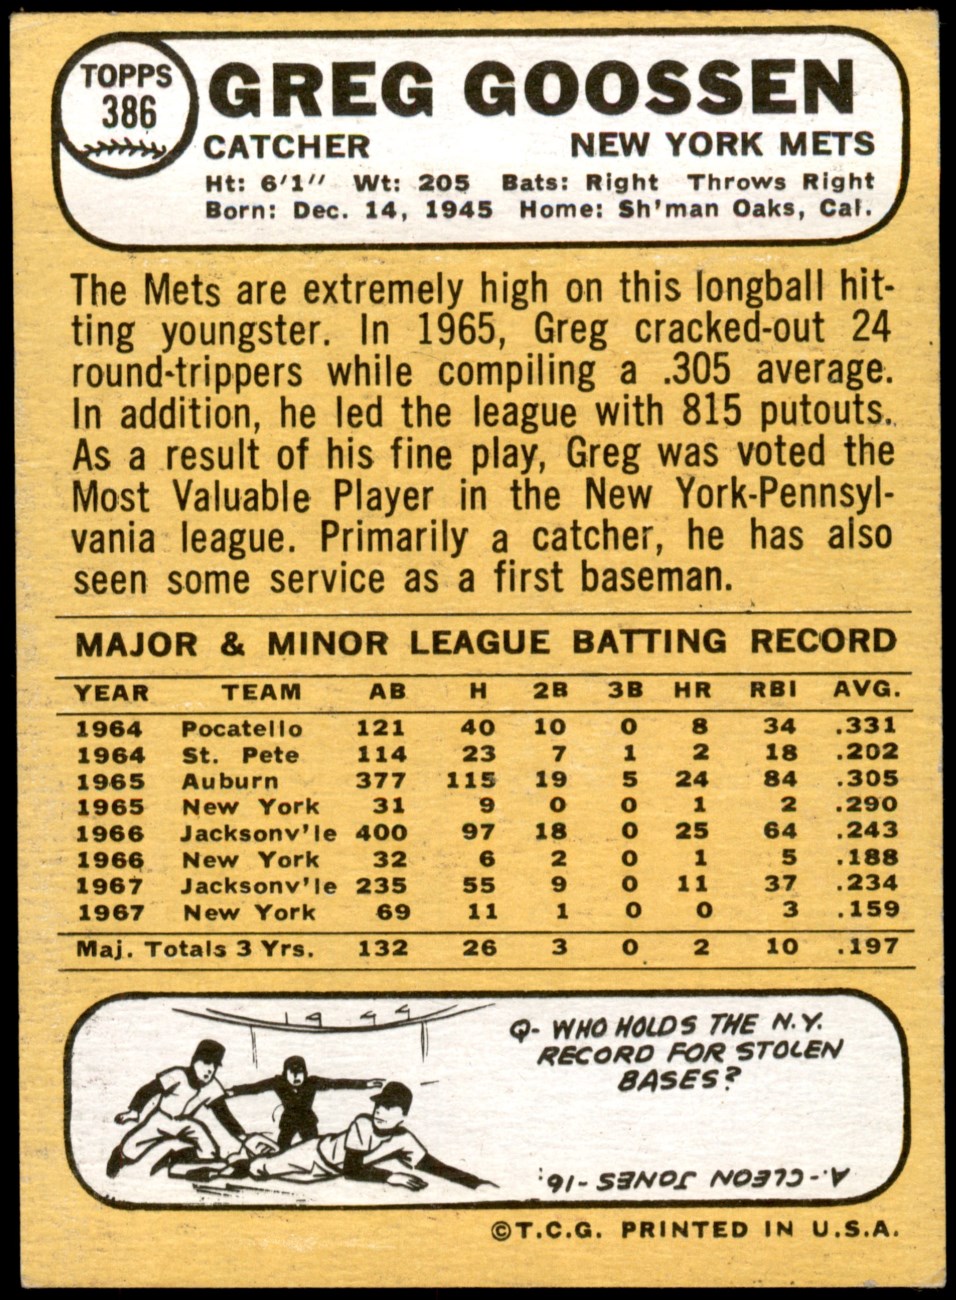 TOPPS
386
GREG GOOSSEN
CATCHER NEW YORK METS
Ht: 6'1" Wt: 205 Bats: Right Throws Right
Born: Dec. 14, 1945 Home: Sh'man Oaks, Cal.
The Mets are extremely high on this longball hit-
ting youngster. In 1965, Greg cracked-out 24
round-trippers while compiling a .305 average.
In addition, he led the league with 815 putouts.
As a result of his fine play, Greg was voted the
Most Valuable Player in the New York-Pennsyl-
vania league. Primarily a catcher, he has also
seen some service as a first baseman.
MAJOR & MINOR LEAGUE BATTING RECORD
YEAR TEAM AB H 2B 3B HR RBI AVG.
1964 Pocatello 121 40 10 0 8 34 .331
1964 St. Pete 114 23 7 1 2 18 .202
1965 Auburn 377 115 19 5 24 84 .305
1965 New York 31 9 0 0 1 2 .290
1966 Jacksonv'le 400 97 18 0 25 64 .243
1966 New York 32 6 2 0 1 5 .188
1967 Jacksonv'le 235 55 9 0 11 37 .234
1967 New York 69 11 1 0 0 3 .159
Maj. Totals 3 Yrs. 132 26 3 0 2 10 .197
Q- WHO HOLDS THE N.Y.
RECORD FOR STOLEN
BASES?
A.- CLEON JONES-16.
©T.C.G. PRINTED IN U.S.A.